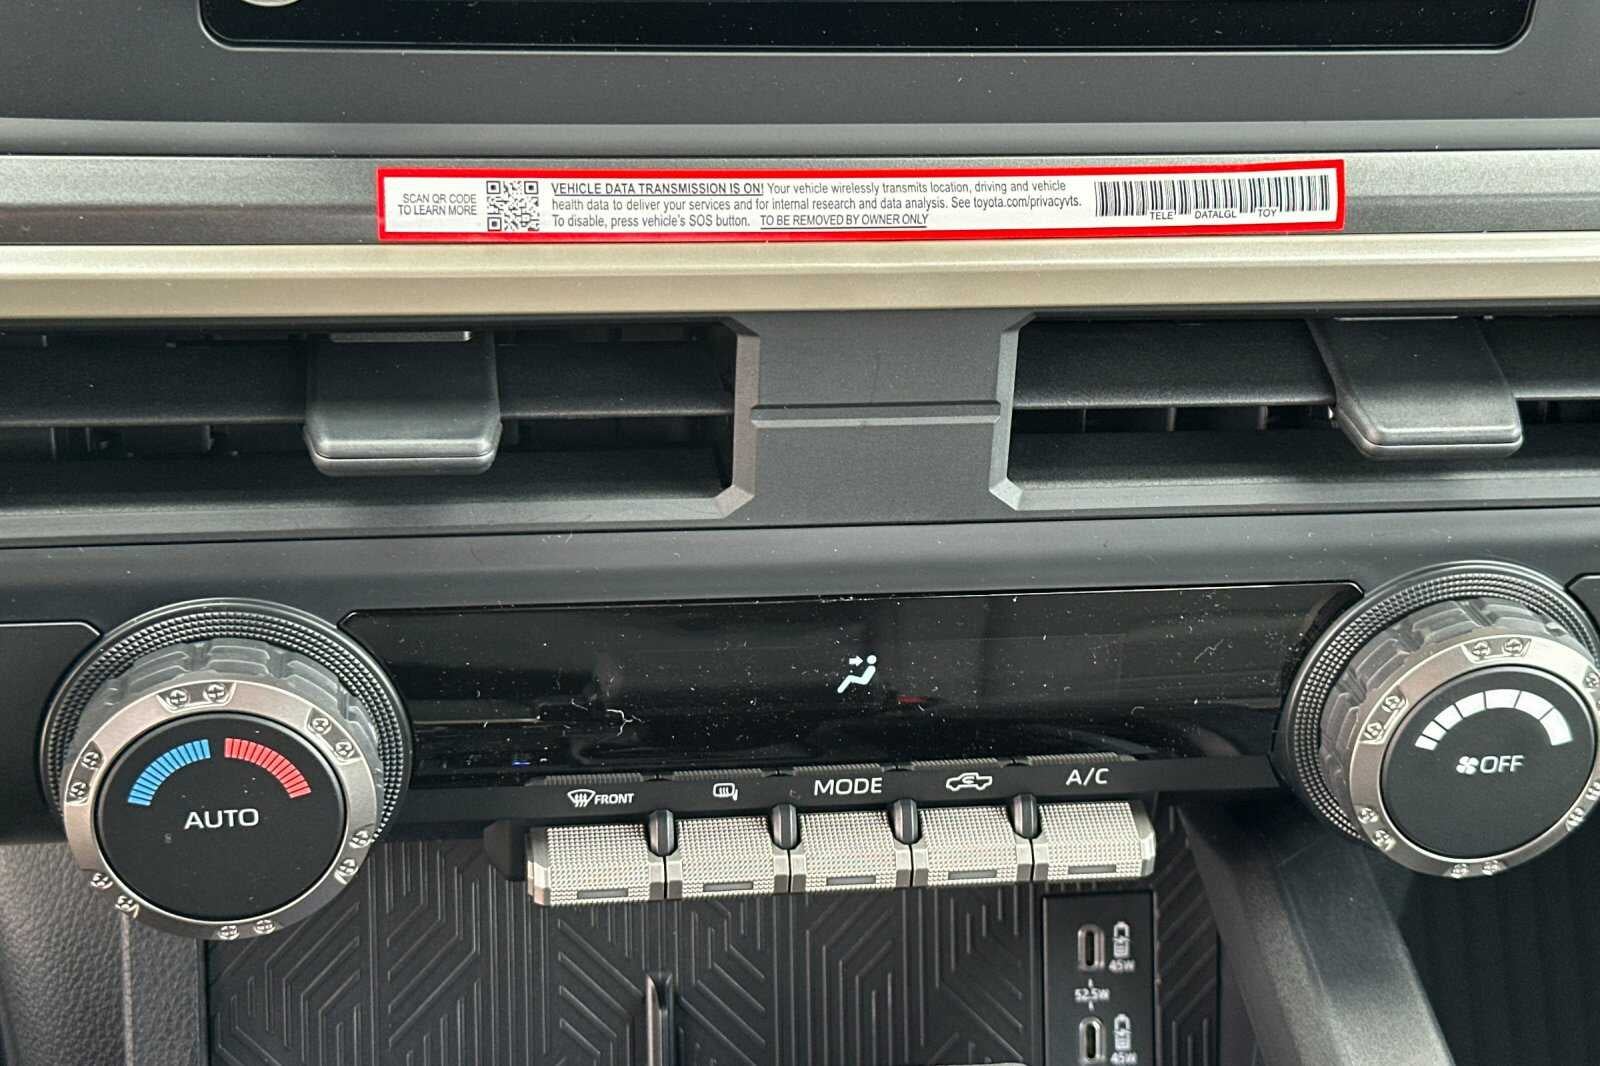 SCAN QR CODE
TO LEARN MORE
VEHICLE DATA TRANSMISSION IS ON! Your vehicle wirelessly transmits location, driving and vehicle
health data to deliver your services and for internal research and data analysis. See toyota.com/privacyvts.
To disable, press vehicle's SOS button. TO BE REMOVED BY OWNER ONLY
TELE DATALGL TOY
AUTO
FRONT
MODE
A/C
OFF
45W
52.5W
45W